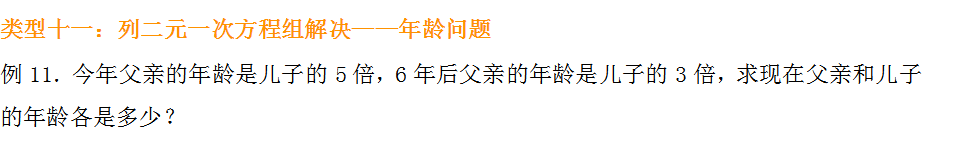 类型十一：列二元一次方程组解决——年龄问题
例 11．今年父亲的年龄是儿子的 5 倍，6 年后父亲的年龄是儿子的 3 倍，求现在父亲和儿子
的年龄各是多少？